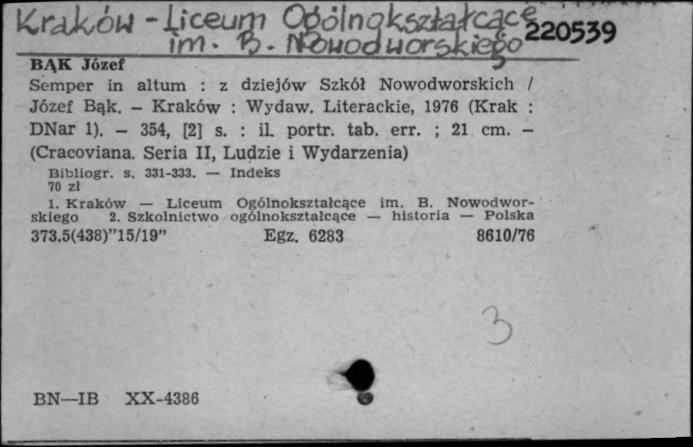 Kraków - Liceum Ogólnokształcące
im. B. Nowodworskiego 220539
BĄK Józef
Semper in altum : z dziejów Szkół Nowodworskich /
Józef Bąk. — Kraków : Wydaw. Literackie, 1976 (Krak :
DNar 1). — 354, [2] s. : il. portr. tab. err. ; 21 cm. —
(Cracoviana. Seria II, Ludzie i Wydarzenia)
Bibliogr. s. 331-333. — Indeks
70 zł
1. Kraków — Liceum Ogólnokształcące im. B. Nowodwor-
skiego 2. Szkolnictwo ogólnokształcące — historia — Polska
373.5(438)"15/19" Egz. 6283 8610/76
3
BN—IB XX-4386